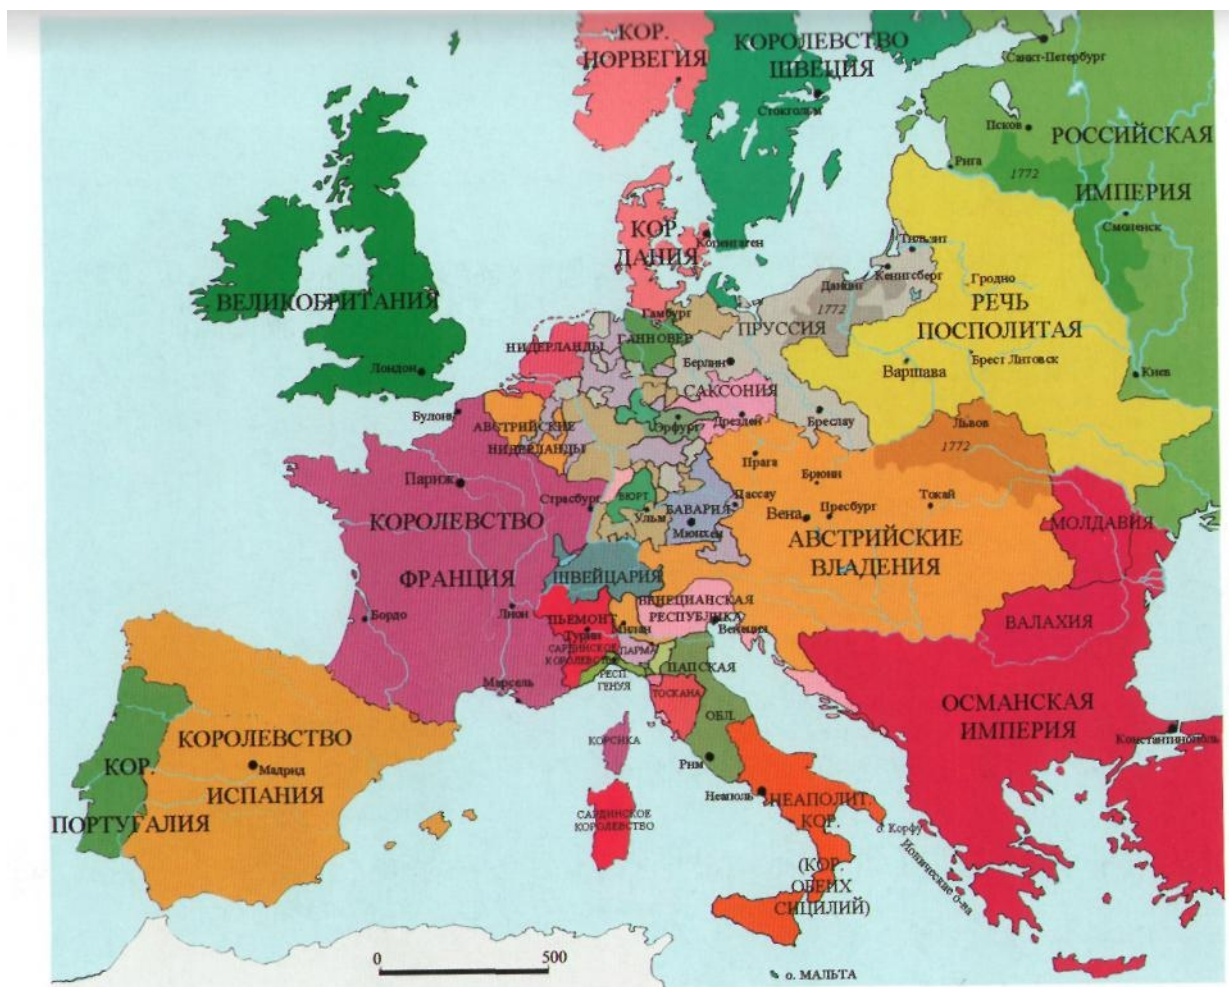 КОР.
НОРВЕГИЯ
КОРОЛЕВСТВО
ШВЕЦИЯ
Стокгольм
Санкт-Петербург
Псков
РОССИЙСКАЯ
ИМПЕРИЯ
Рига
1772
Смоленск
КОР.
ДАНИЯ
Копенгаген
Тильзит
Кенигсберг
Данциг
1772
Гродно
РЕЧЬ
ПОСПОЛИТАЯ
ВЕЛИКОБРИТАНИЯ
Лондон
Гамбург
ПРУССИЯ
НИДЕРЛАНДЫ
ГАННОВЕР
Берлин
Варшава
Брест Литовск
Киев
САКСОНИЯ
Булонь
АВСТРИЙСКИЕ
НИДЕРЛАНДЫ
Эрфурт
Дрезден
Бреслау
Львов
1772
Прага
Брюнн
Париж
Страсбург
ВЮРТ.
Ульм
БАВАРИЯ
Мюнхен
Пассау
Вена
Пресбург
Токай
КОРОЛЕВСТВО
ФРАНЦИЯ
АВСТРИЙСКИЕ
ВЛАДЕНИЯ
МОЛДАВИЯ
ШВЕЙЦАРИЯ
Бордо
Лион
ПЬЕМОНТ
Турин
САРДИНСКОЕ
КОРОЛЕВСТВО
Милан
ВЕНЕЦИАНСКАЯ
РЕСПУБЛИКА
Венеция
ВАЛАХИЯ
ПАРМА
РЕСП
ГЕНУЯ
ПАПСКАЯ
ОБЛ.
ТОСКАНА
Марсель
ОСМАНСКАЯ
ИМПЕРИЯ
Константинополь
КОРОЛЕВСТВО
ИСПАНИЯ
Мадрид
КОР.
ПОРТУГАЛИЯ
КОРСИКА
Рим
Неаполь
НЕАПОЛИТ.
КОР.
(КОР.
ОБЕИХ
СИЦИЛИЙ)
САРДИНСКОЕ
КОРОЛЕВСТВО
о. Корфу
Ионические о-ва
0
500
о. МАЛЬТА